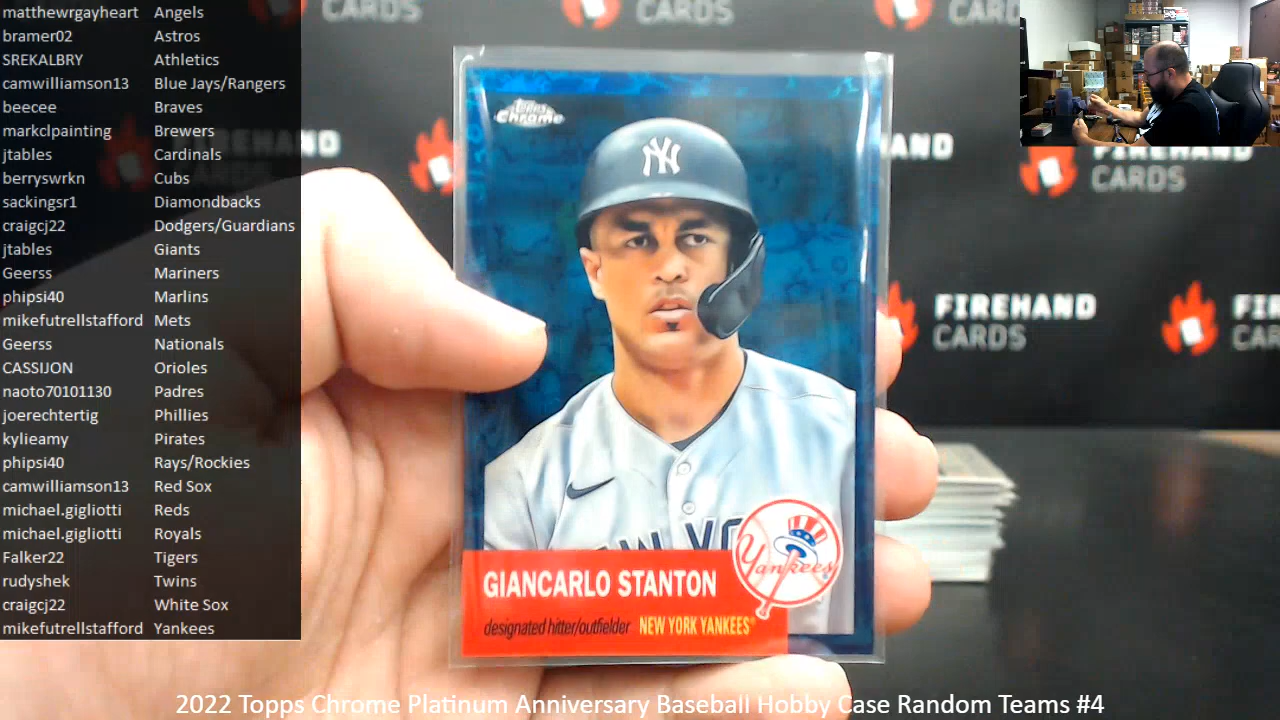 matthewrgayheart Angels
bramer02 Astros
SREKALBRY Athletics
camwilliamson13 Blue Jays/Rangers
beecee Braves
markclpainting Brewers
jtables Cardinals
berryswrkn Cubs
sackingsr1 Diamondbacks
craigcj22 Dodgers/Guardians
jtables Giants
Geerss Mariners
phipsi40 Marlins
mikefutrellstafford Mets
Geerss Nationals
CASSIJON Orioles
naoto70101130 Padres
joerechtertig Phillies
kylieamy Pirates
phipsi40 Rays/Rockies
camwilliamson13 Red Sox
michael.gigliotti Reds
michael.gigliotti Royals
Falker22 Tigers
rudyshek Twins
craigcj22 White Sox
mikefutrellstafford Yankees
CARDS
CARDS
CARDS
FIREHAND
CARDS
FIREHAND
CARDS
Topps
Chrome
NY
NEW YO
Yankees
GIANCARLO STANTON
designated hitter/outfielder NEW YORK YANKEES
2022 Topps Chrome Platinum Anniversary Baseball Hobby Case Random Teams #4